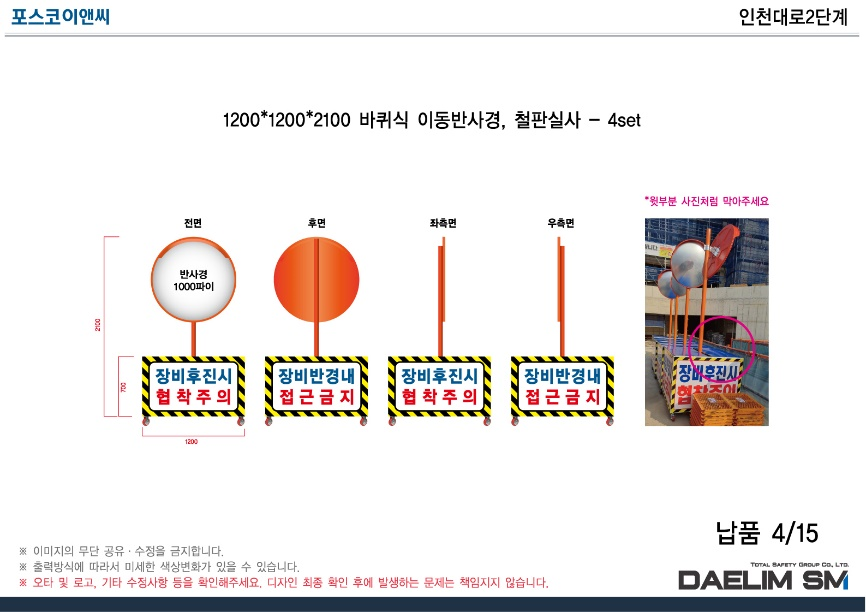 포스코이앤씨
인천대로2단계
1200*1200*2100 바퀴식 이동반사경, 철판실사 - 4set
*윗부분 사진처럼 막아주세요
전면
후면
좌측면
우측면
반사경
1000파이
2100
700
1200
장비후진시
협착주의
장비반경내
접근금지
장비후진시
협착주의
장비반경내
접근금지
장비후진시
협착주의
납품 4/15
※ 이미지의 무단 공유·수정을 금지합니다.
※ 출력방식에 따라서 미세한 색상변화가 있을 수 있습니다.
※ 오타 및 로고, 기타 수정사항 등을 확인해주세요. 디자인 최종 확인 후에 발생하는 문제는 책임지지 않습니다.
TOTAL SAFETY GROUP CO., LTD.
DAELIM SM